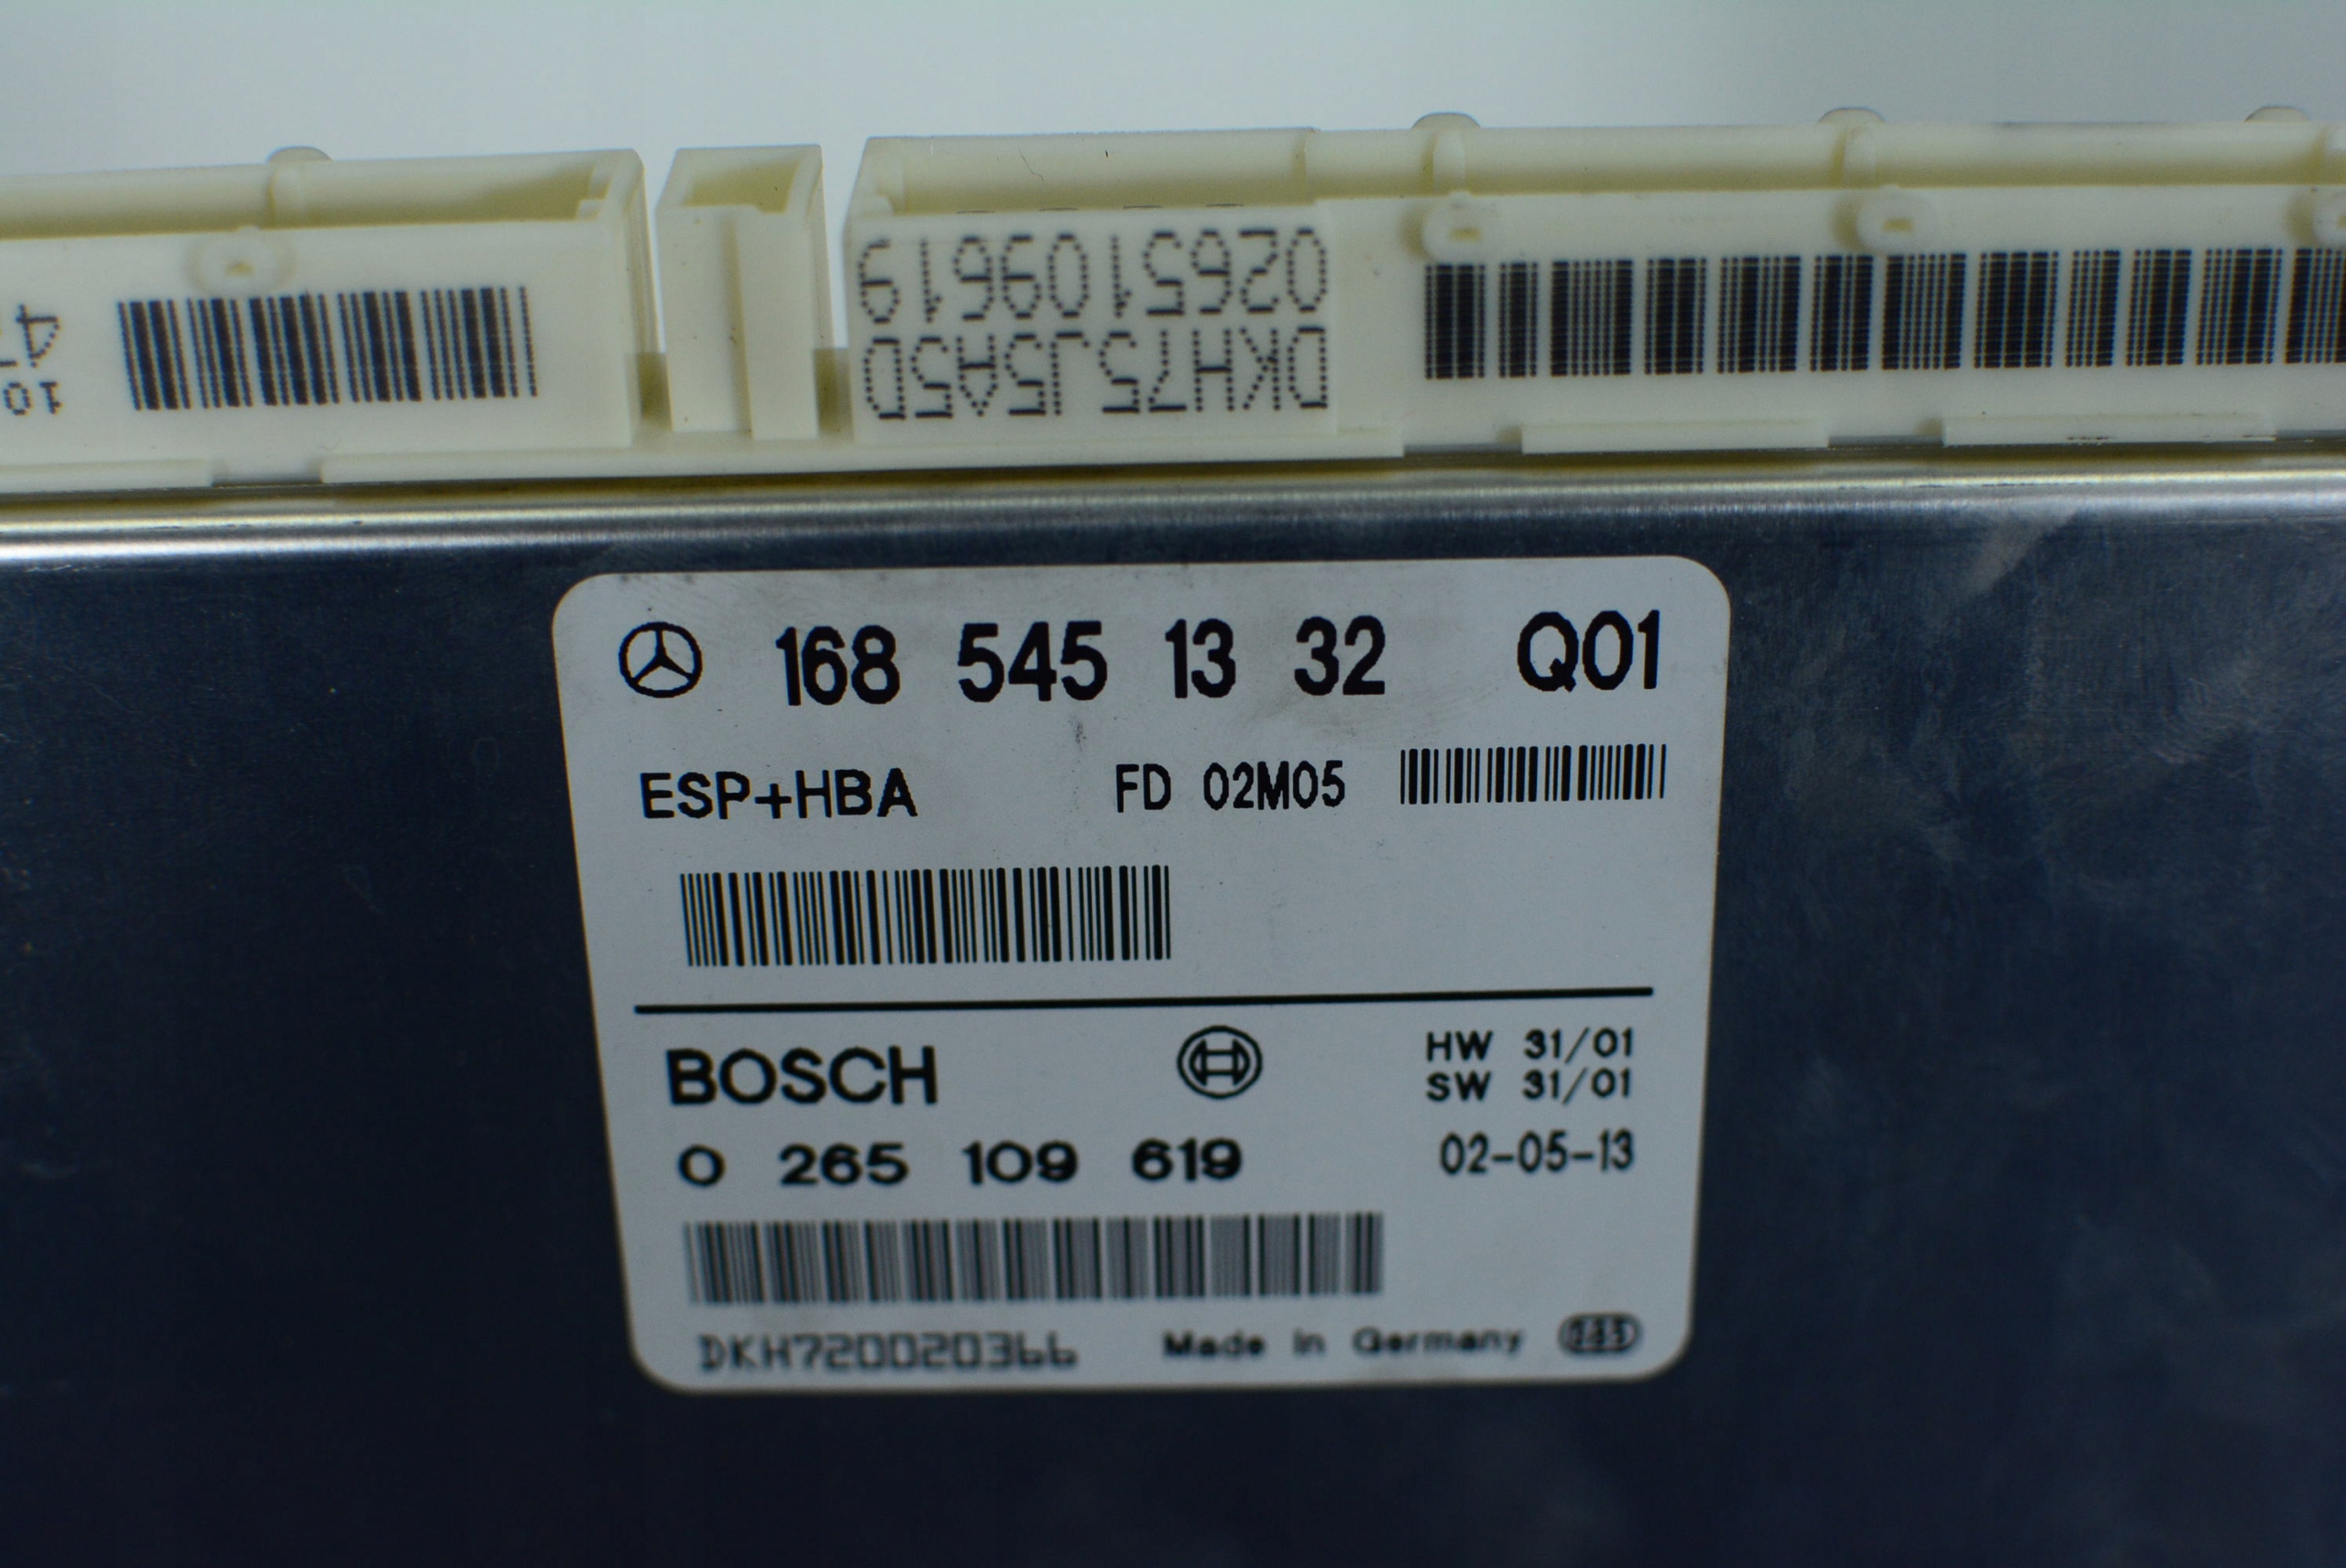 0265109619
DKH75J5A5D
10
168 545 13 32 Q01
ESP+HBA FD 02M05
BOSCH
HW 31/01
SW 31/01
0 265 109 619
02-05-13
DKH720020366 Made in Germany